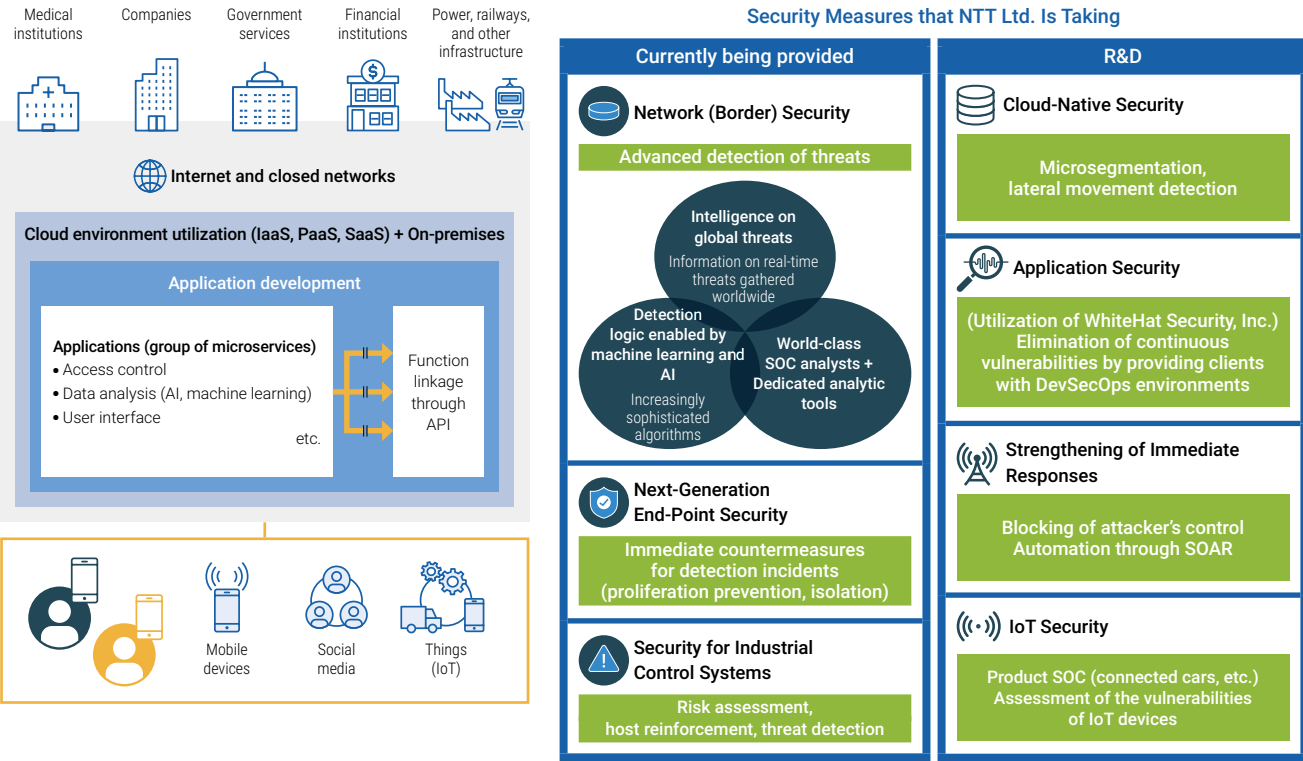 Medical
institutions
Companies
Government
services
Financial
institutions
Power, railways,
and other
infrastructure
$
Internet and closed networks
Cloud environment utilization (IaaS, PaaS, SaaS) + On-premises
Application development
Applications (group of microservices)
• Access control
• Data analysis (AI, machine learning)
• User interface
etc.
Function
linkage
through
API
Mobile
devices
Social
media
Things
(IoT)
Security Measures that NTT Ltd. Is Taking
Currently being provided
Network (Border) Security
Advanced detection of threats
Intelligence on
global threats
Information on real-time
threats gathered
worldwide
Detection
logic enabled by
machine learning and
AI
Increasingly
sophisticated
algorithms
World-class
SOC analysts +
Dedicated analytic
tools
Next-Generation
End-Point Security
Immediate countermeasures
for detection incidents
(proliferation prevention, isolation)
Security for Industrial
Control Systems
Risk assessment,
host reinforcement, threat detection
R&D
Cloud-Native Security
Microsegmentation,
lateral movement detection
Application Security
(Utilization of WhiteHat Security, Inc.)
Elimination of continuous
vulnerabilities by providing clients
with DevSecOps environments
Strengthening of Immediate
Responses
Blocking of attacker's control
Automation through SOAR
IoT Security
Product SOC (connected cars, etc.)
Assessment of the vulnerabilities
of IoT devices